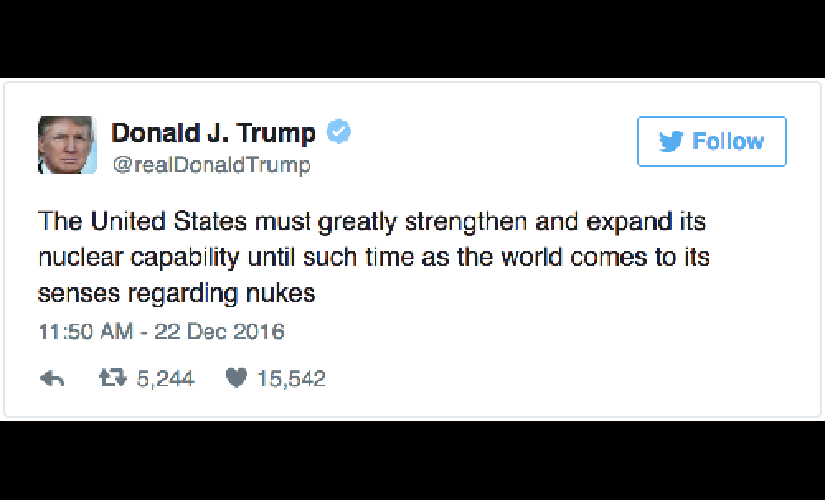 Donald J. Trump
Follow
@realDonaldTrump
The United States must greatly strengthen and expand its
nuclear capability until such time as the world comes to its
senses regarding nukes
11:50 AM - 22 Dec 2016
5,244 15,542